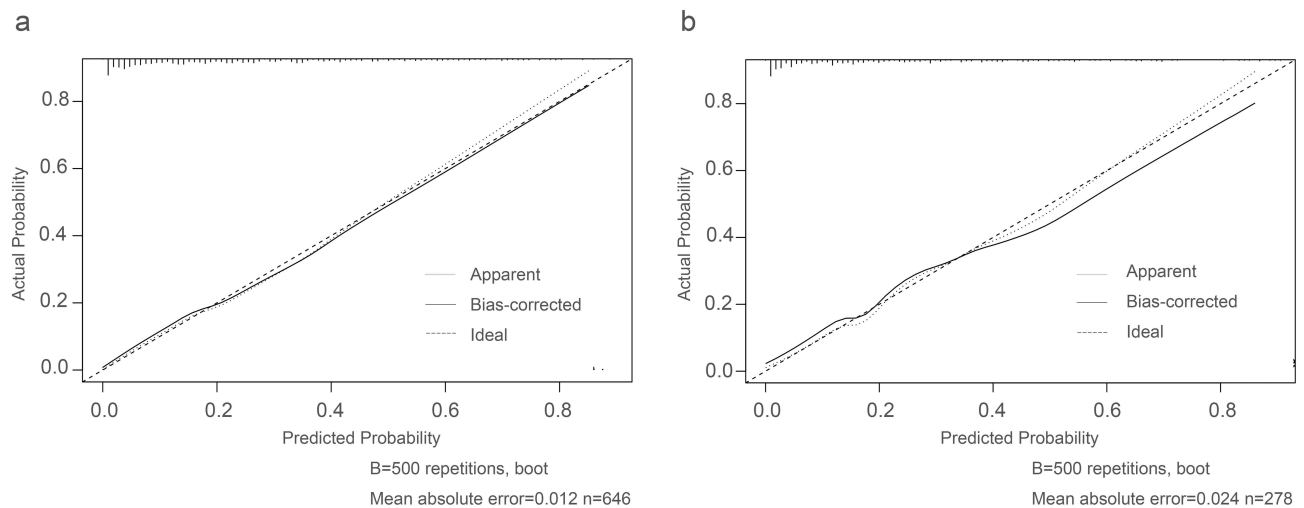 a
Actual Probability
0.8
0.6
0.4
0.2
0.0
Apparent
Bias-corrected
Ideal
0.0 0.2 0.4 0.6 0.8
Predicted Probability
B=500 repetitions, boot
Mean absolute error=0.012 n=646
b
Actual Probability
0.8
0.6
0.4
0.2
0.0
Apparent
Bias-corrected
Ideal
0.0 0.2 0.4 0.6 0.8
Predicted Probability
B=500 repetitions, boot
Mean absolute error=0.024 n=278